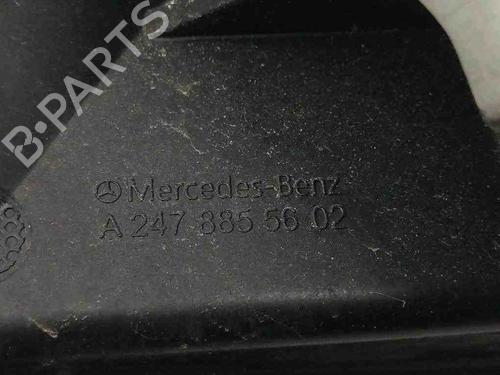 B-PARTS
Mercedes-Benz
A 247 885 56 02